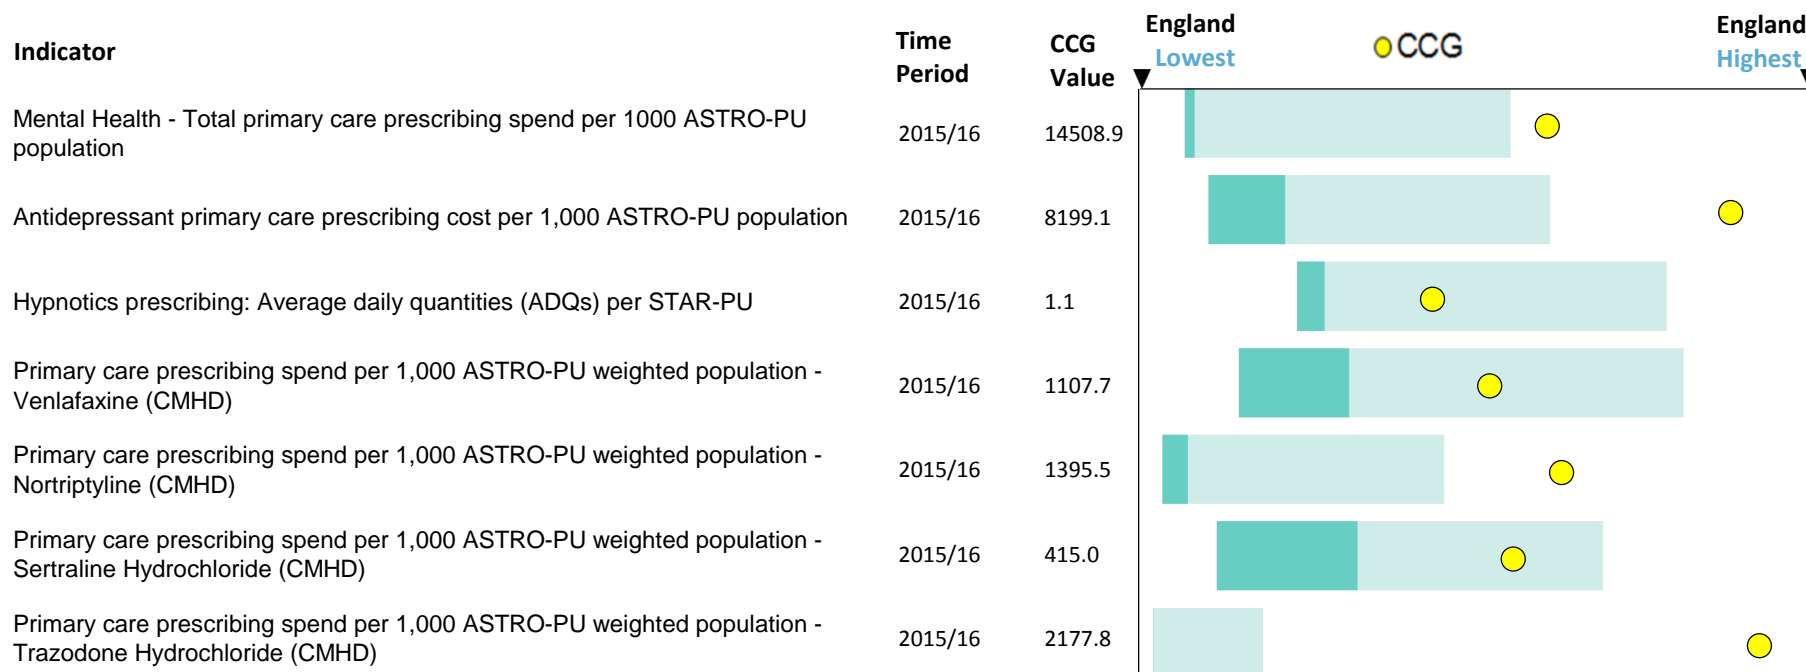 Indicator
Time Period
CCG Value
England Lowest
CCG
England Highest
Mental Health - Total primary care prescribing spend per 1000 ASTRO-PU
population
2015/16
14508.9
Antidepressant primary care prescribing cost per 1,000 ASTRO-PU population
2015/16
8199.1
Hypnotics prescribing: Average daily quantities (ADQs) per STAR-PU
2015/16
1.1
Primary care prescribing spend per 1,000 ASTRO-PU weighted population -
Venlafaxine (CMHD)
2015/16
1107.7
Primary care prescribing spend per 1,000 ASTRO-PU weighted population -
Nortriptyline (CMHD)
2015/16
1395.5
Primary care prescribing spend per 1,000 ASTRO-PU weighted population -
Sertraline Hydrochloride (CMHD)
2015/16
415.0
Primary care prescribing spend per 1,000 ASTRO-PU weighted population -
Trazodone Hydrochloride (CMHD)
2015/16
2177.8